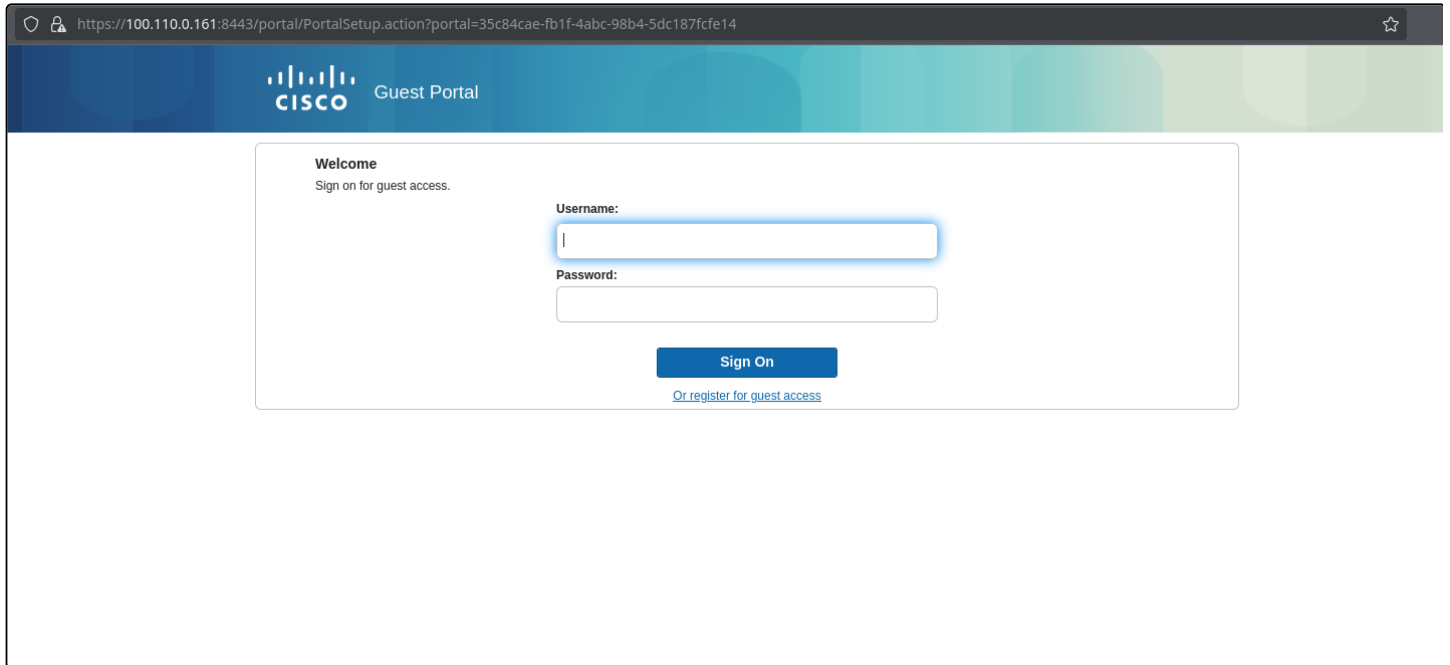 https://100.110.0.161:8443/portal/PortalSetup.action?portal=35c84cae-fb1f-4abc-98b4-5dc187fcfe14
CISCO Guest Portal
Welcome
Sign on for guest access.
Username:
Password:
Sign On
Or register for guest access